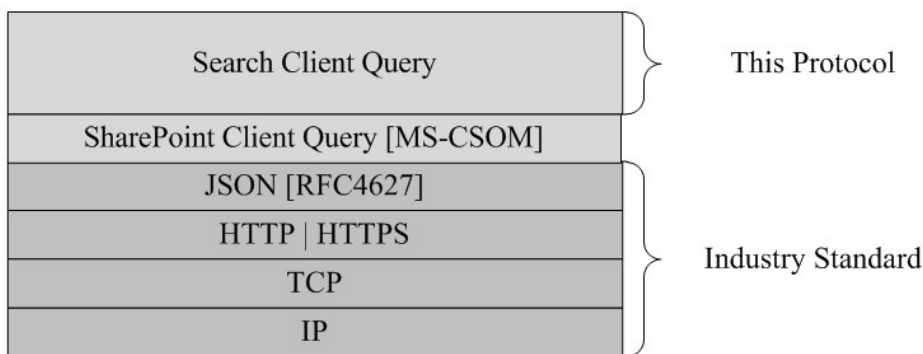 Search Client Query
This Protocol
SharePoint Client Query [MS-CSOM]
JSON [RFC4627]
HTTP | HTTPS
Industry Standard
TCP
IP